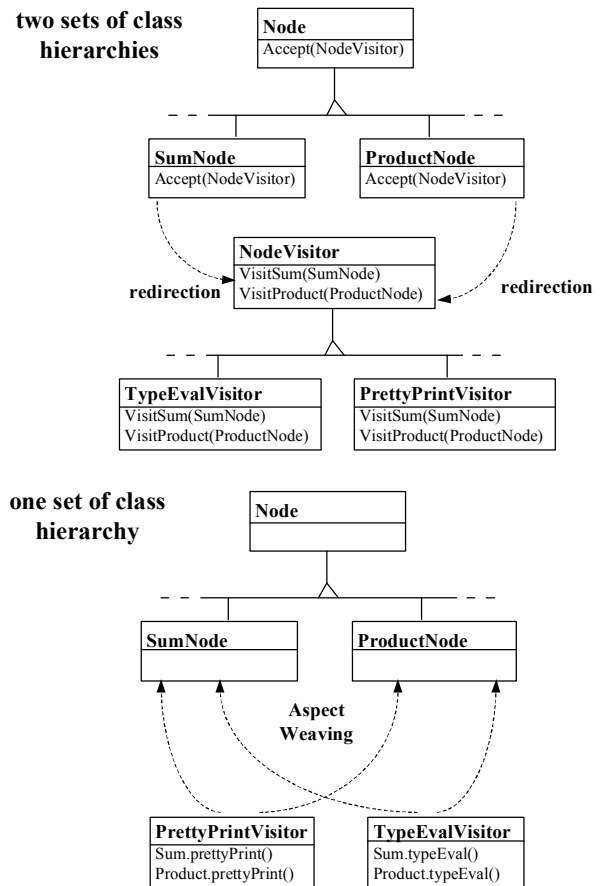 two sets of class
hierarchies
Node
Accept(NodeVisitor)
SumNode
Accept(NodeVisitor)
ProductNode
Accept(NodeVisitor)
NodeVisitor
VisitSum(SumNode)
VisitProduct(ProductNode)
redirection
redirection
TypeEvalVisitor
VisitSum(SumNode)
VisitProduct(ProductNode)
PrettyPrintVisitor
VisitSum(SumNode)
VisitProduct(ProductNode)
one set of class
hierarchy
Node
SumNode
ProductNode
Aspect
Weaving
PrettyPrintVisitor
Sum.prettyPrint()
Product.prettyPrint()
TypeEvalVisitor
Sum.typeEval()
Product.typeEval()